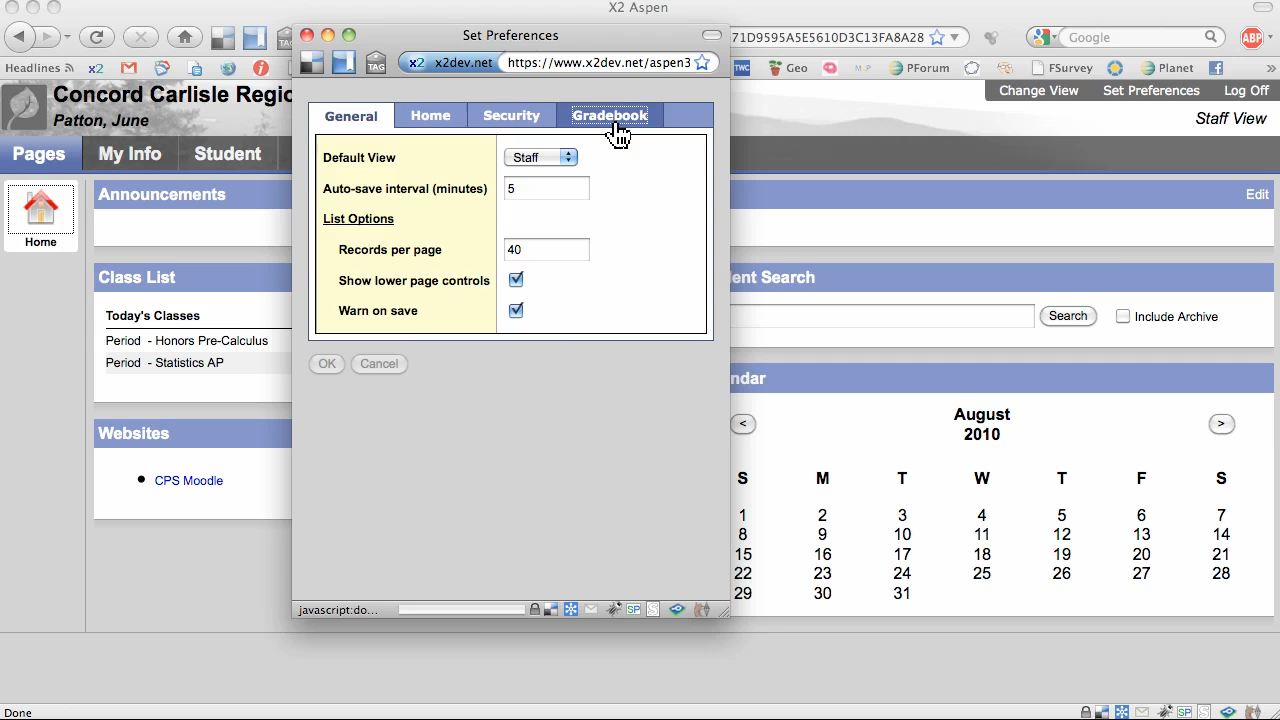 X2 Aspen
Set Preferences
71D9595A5E5610D3C13FA8A28
Google
ABP
TAG
x2 x2dev.net https://www.x2dev.net/aspen3
Headlines
x2
TWC
Geo
PForum
FSurvey
Planet
»
Concord Carlisle Regio
Patton, June
Change View
Set Preferences
Log Off
Staff View
Pages
My Info
Student
General
Home
Security
Gradebook
Default View
Staff
Auto-save interval (minutes)
5
List Options
Records per page
40
Show lower page controls
Warn on save
OK
Cancel
javascript:do...
SP
Home
Announcements
Edit
Class List
Today's Classes
Period - Honors Pre-Calculus
Period - Statistics AP
Websites
CPS Moodle
ent Search
Search
Include Archive
ndar
<
August
2010
>
S M T W T F S
1 2 3 4 5 6 7
8 9 10 11 12 13 14
15 16 17 18 19 20 21
22 23 24 25 26 27 28
29 30 31
Done
SP